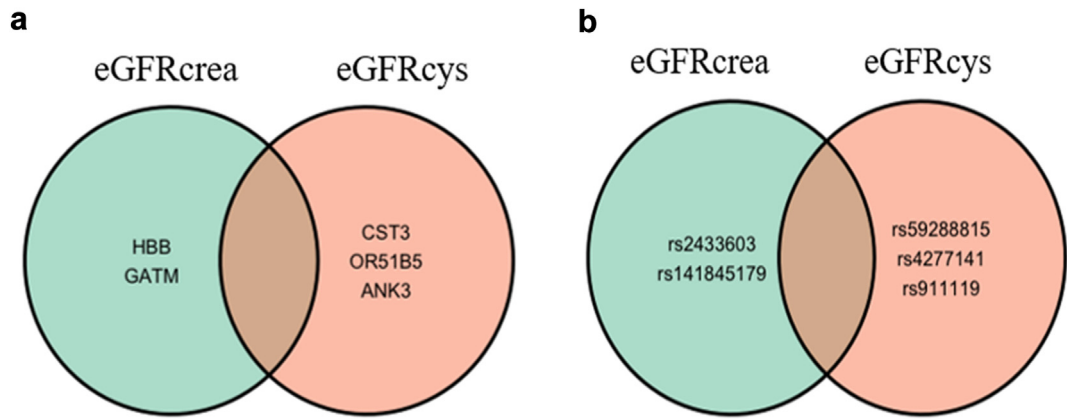 a
eGFRcrea
eGFRcys
HBB
GATM
CST3
OR51B5
ANK3
b
eGFRcrea
eGFRcys
rs2433603
rs141845179
rs59288815
rs4277141
rs911119